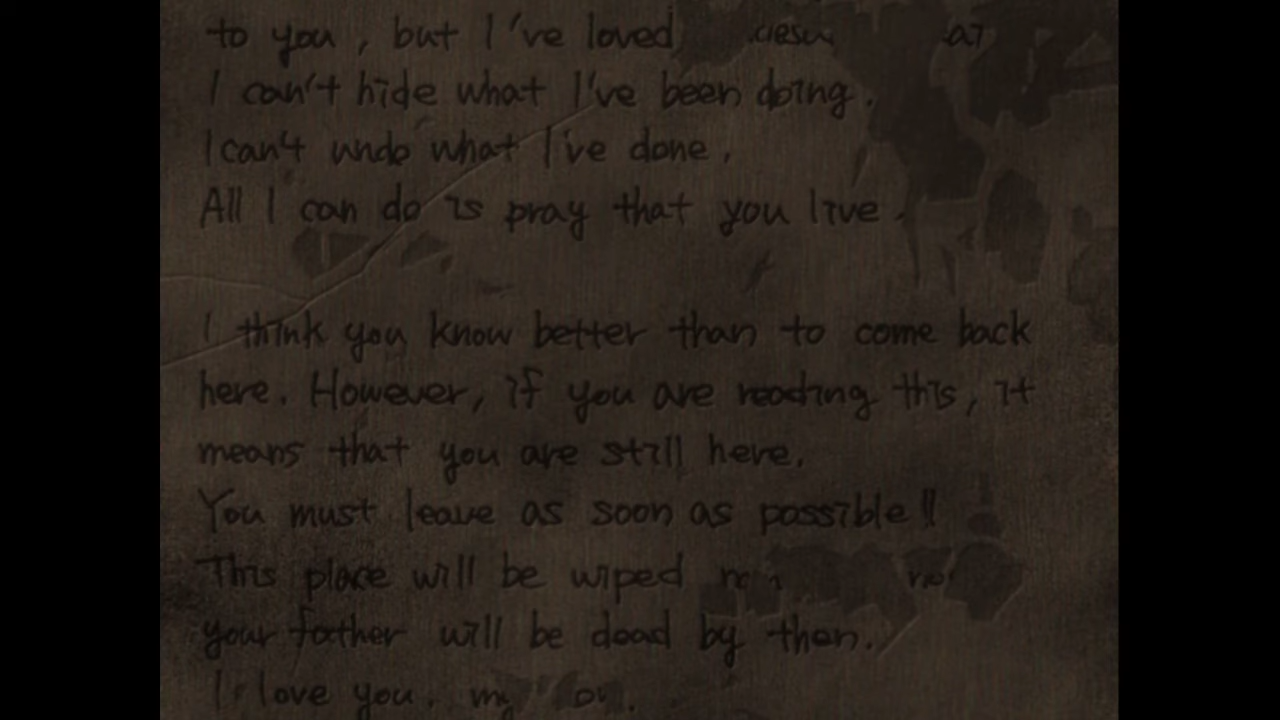 to you, but I've loved
I can't hide what I've been doing.
I can't undo what I've done.
All I can do is pray that you live.
I think you know better than to come back
here. However, if you are reading this, it
means that you are still here.
You must leave as soon as possible!!
This place will be wiped
your father will be dead by then.
I love you, my